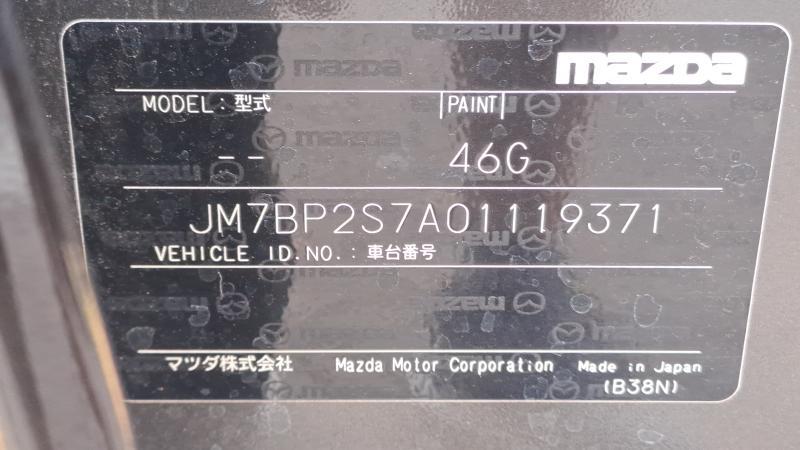 mazda
MODEL : 型式 PAINT
-- 46G
JM7BP2S7A01119371
VEHICLE ID.NO. : 車台番号
マツダ株式会社 Mazda Motor Corporation Made in Japan
(B38N)